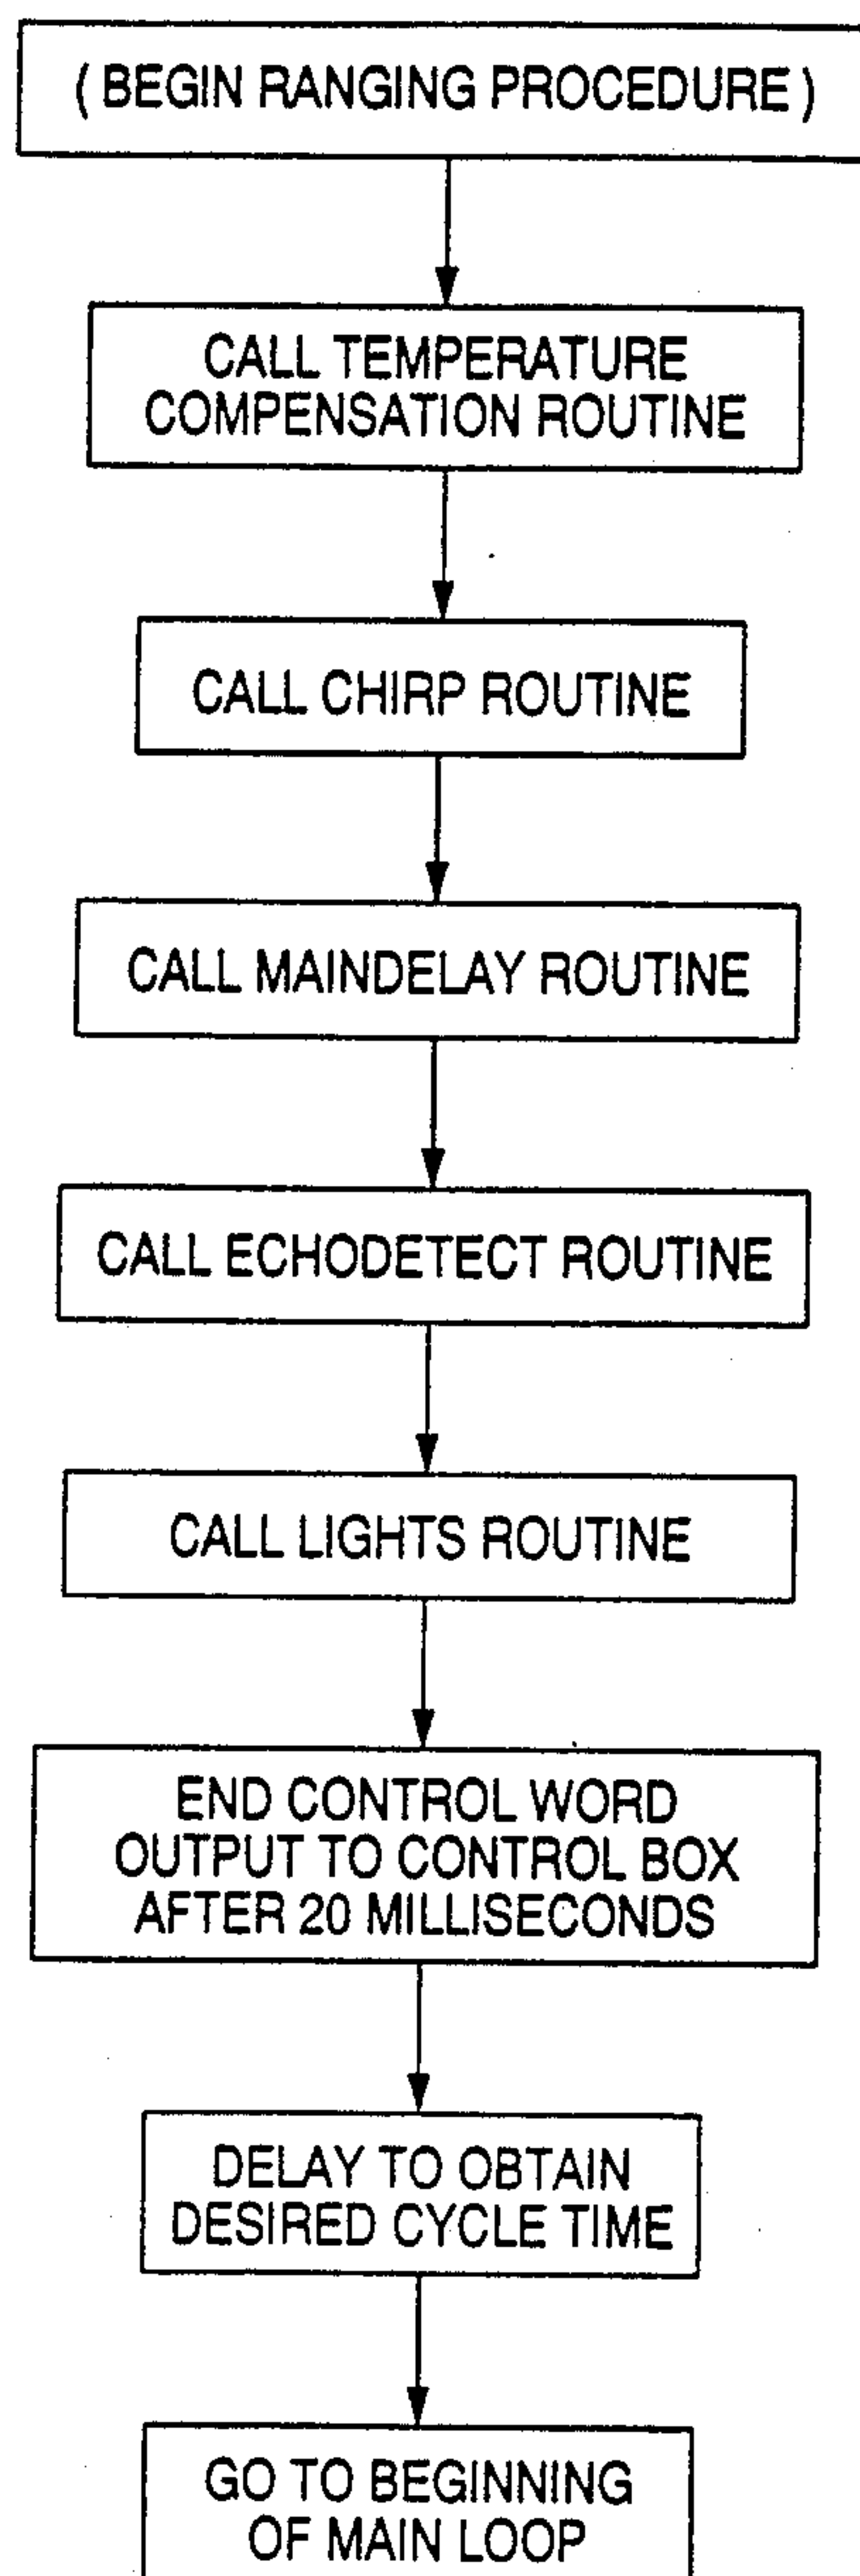 ( BEGIN RANGING PROCEDURE )
CALL TEMPERATURE
COMPENSATION ROUTINE
CALL CHIRP ROUTINE
CALL MAINDELAY ROUTINE
CALL ECHODETECT ROUTINE
CALL LIGHTS ROUTINE
END CONTROL WORD
OUTPUT TO CONTROL BOX
AFTER 20 MILLISECONDS
DELAY TO OBTAIN
DESIRED CYCLE TIME
GO TO BEGINNING
OF MAIN LOOP